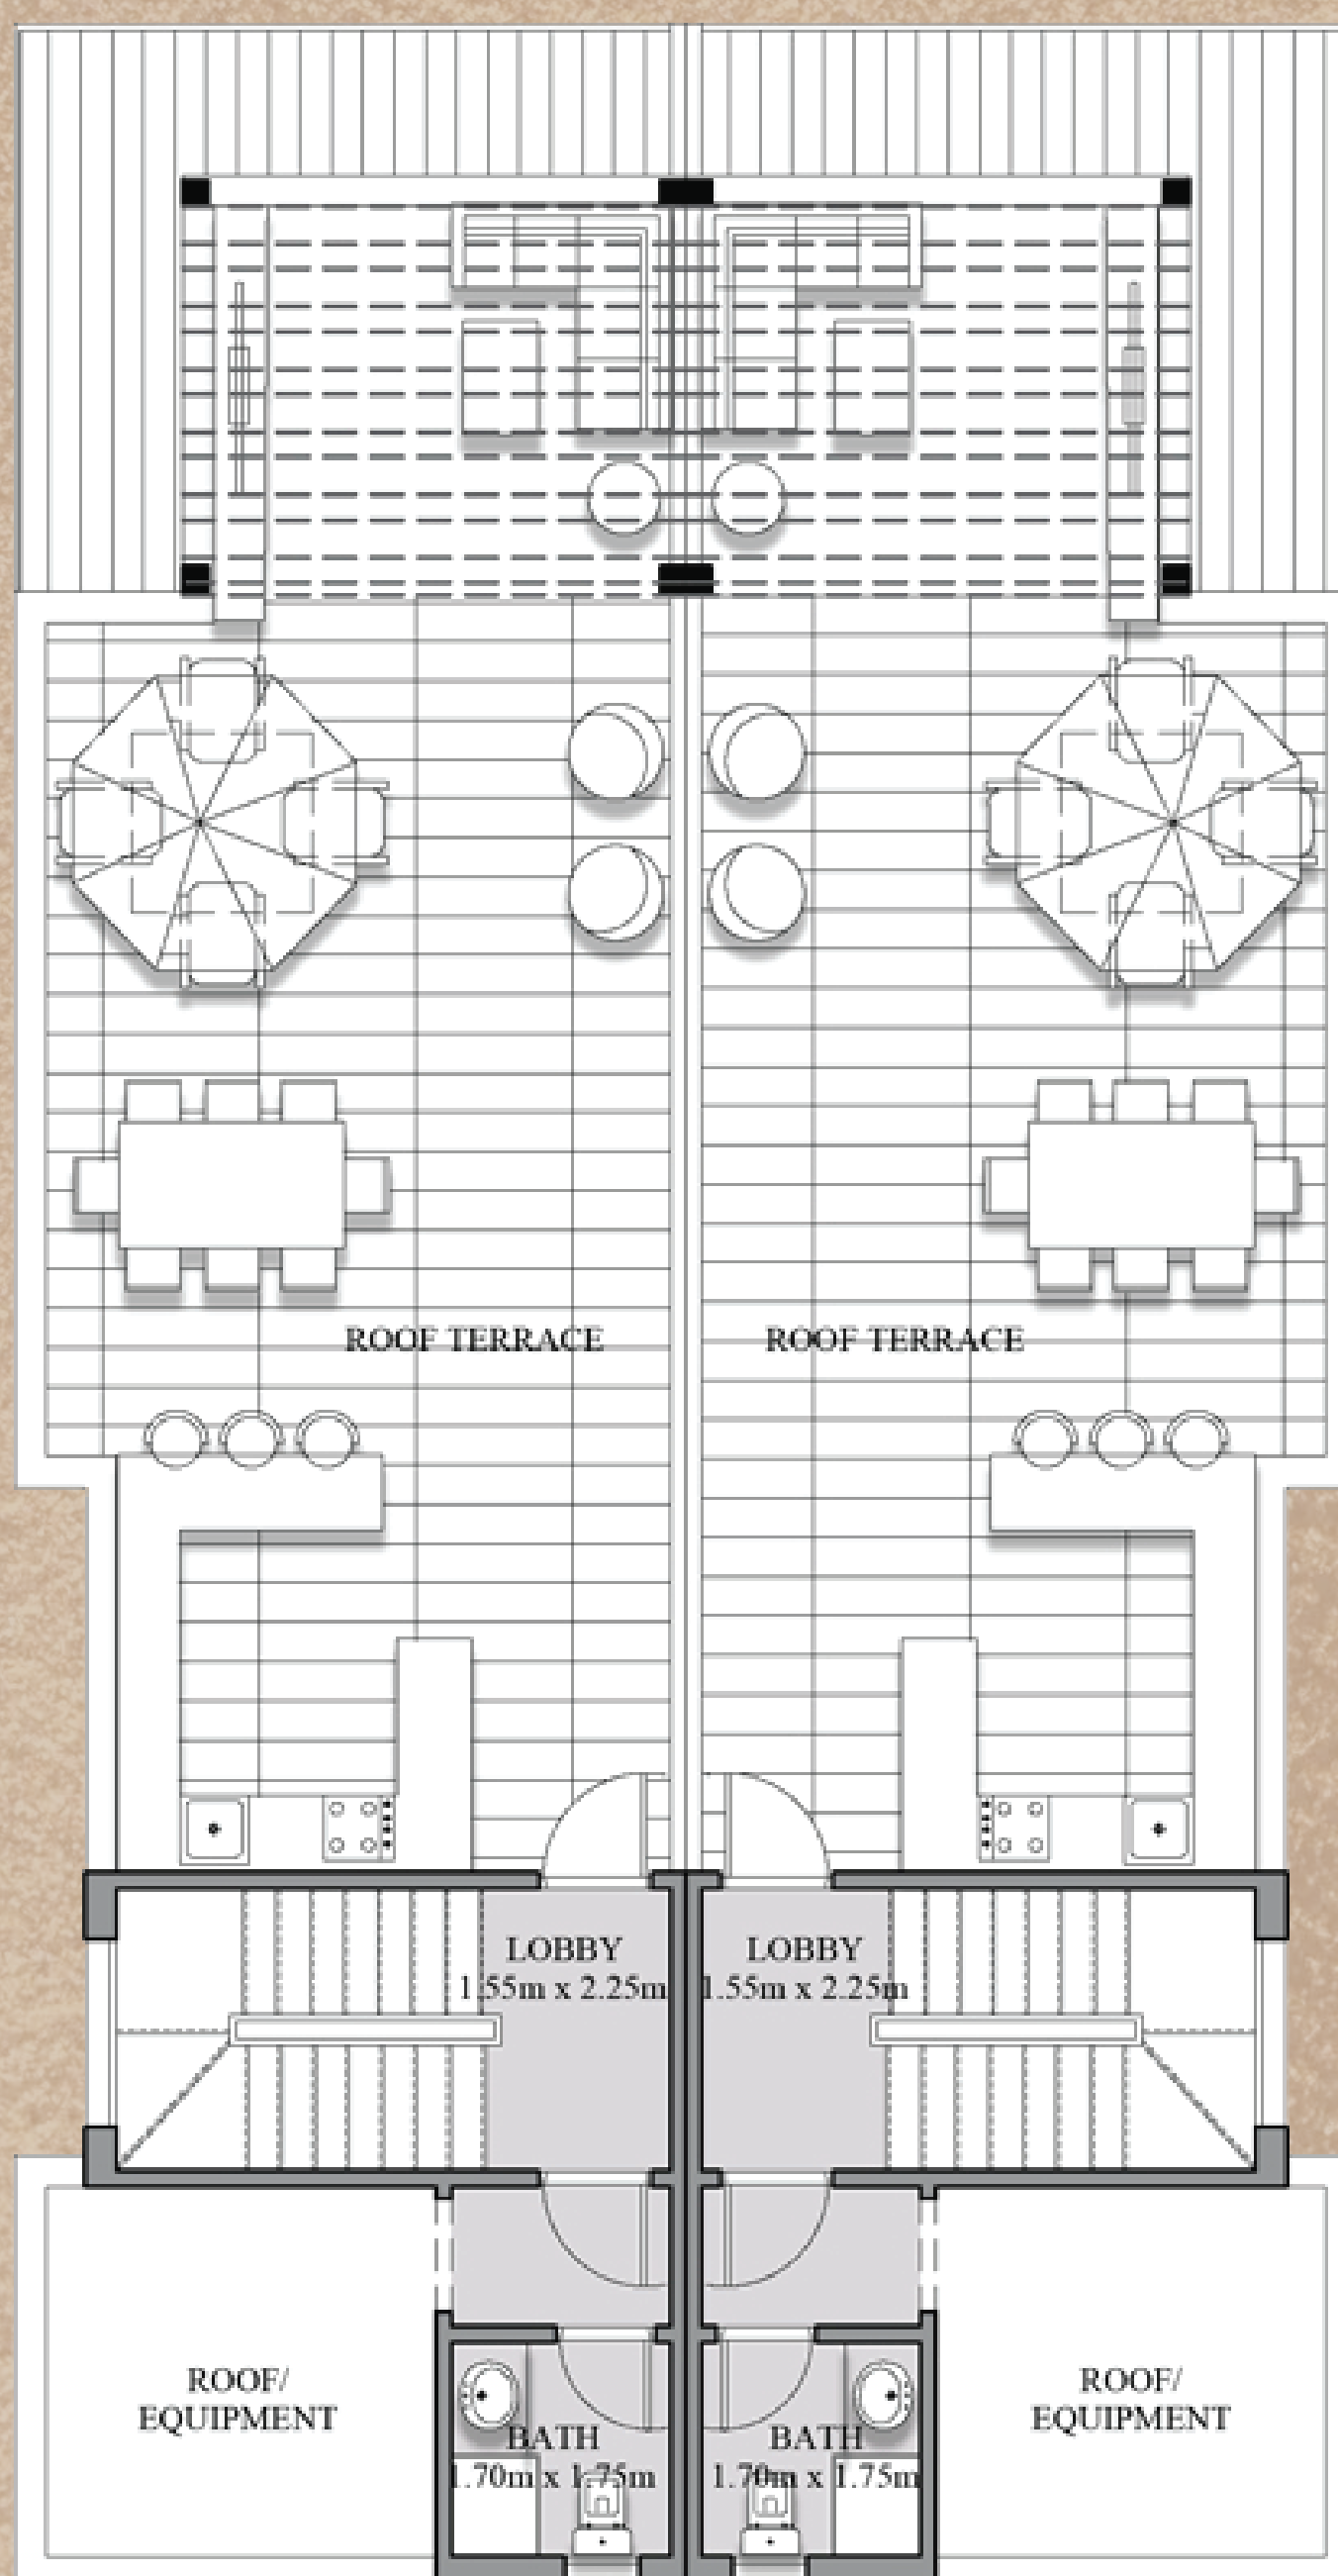 ROOF TERRACE
ROOF TERRACE
LOBBY
1.55m x 2.25m
LOBBY
1.55m x 2.25m
ROOF/
EQUIPMENT
BATH
1.70m x 1.75m
BATH
1.70m x 1.75m
ROOF/
EQUIPMENT